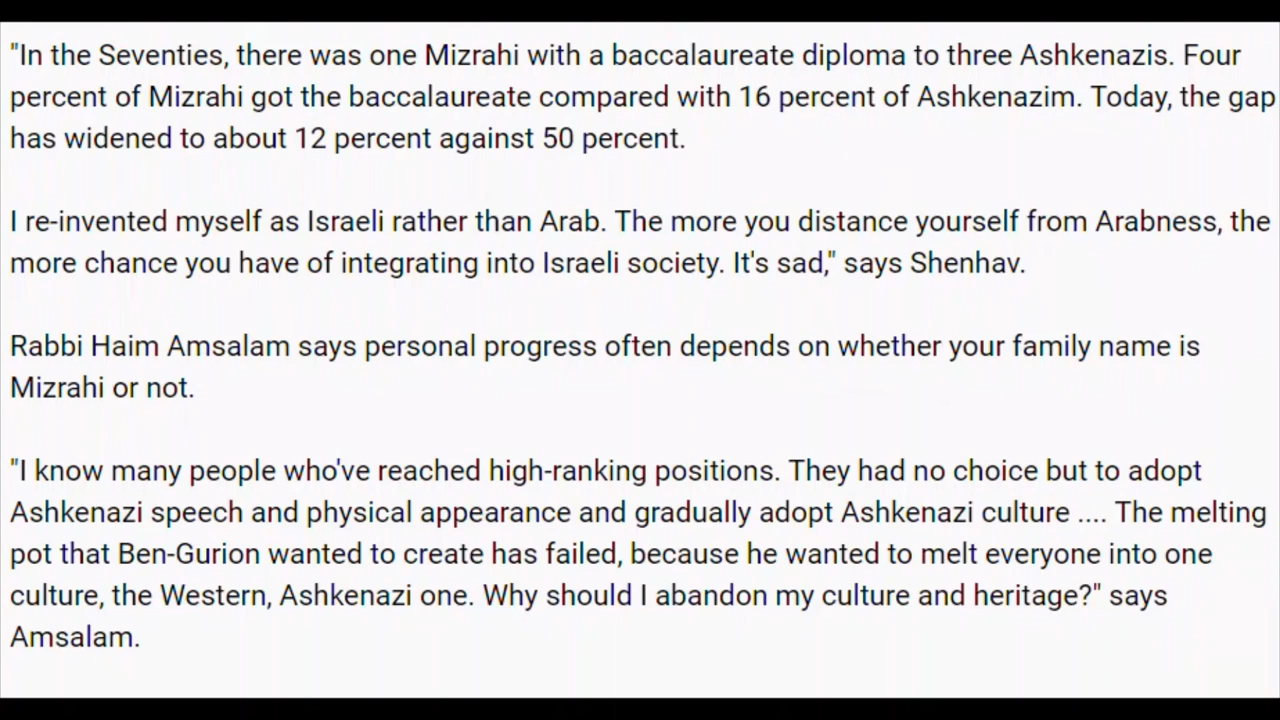 "In the Seventies, there was one Mizrahi with a baccalaureate diploma to three Ashkenazis. Four
percent of Mizrahi got the baccalaureate compared with 16 percent of Ashkenazim. Today, the gap
has widened to about 12 percent against 50 percent.
I re-invented myself as Israeli rather than Arab. The more you distance yourself from Arabness, the
more chance you have of integrating into Israeli society. It's sad," says Shenhav.
Rabbi Haim Amsalam says personal progress often depends on whether your family name is
Mizrahi or not.
"I know many people who've reached high-ranking positions. They had no choice but to adopt
Ashkenazi speech and physical appearance and gradually adopt Ashkenazi culture .... The melting
pot that Ben-Gurion wanted to create has failed, because he wanted to melt everyone into one
culture, the Western, Ashkenazi one. Why should I abandon my culture and heritage?" says
Amsalam.